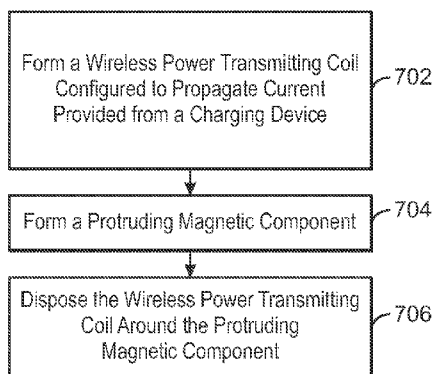 Form a Wireless Power Transmitting Coil
Configured to Propagate Current
Provided from a Charging Device
702
Form a Protruding Magnetic Component
704
Dispose the Wireless Power Transmitting
Coil Around the Protruding
Magnetic Component
706